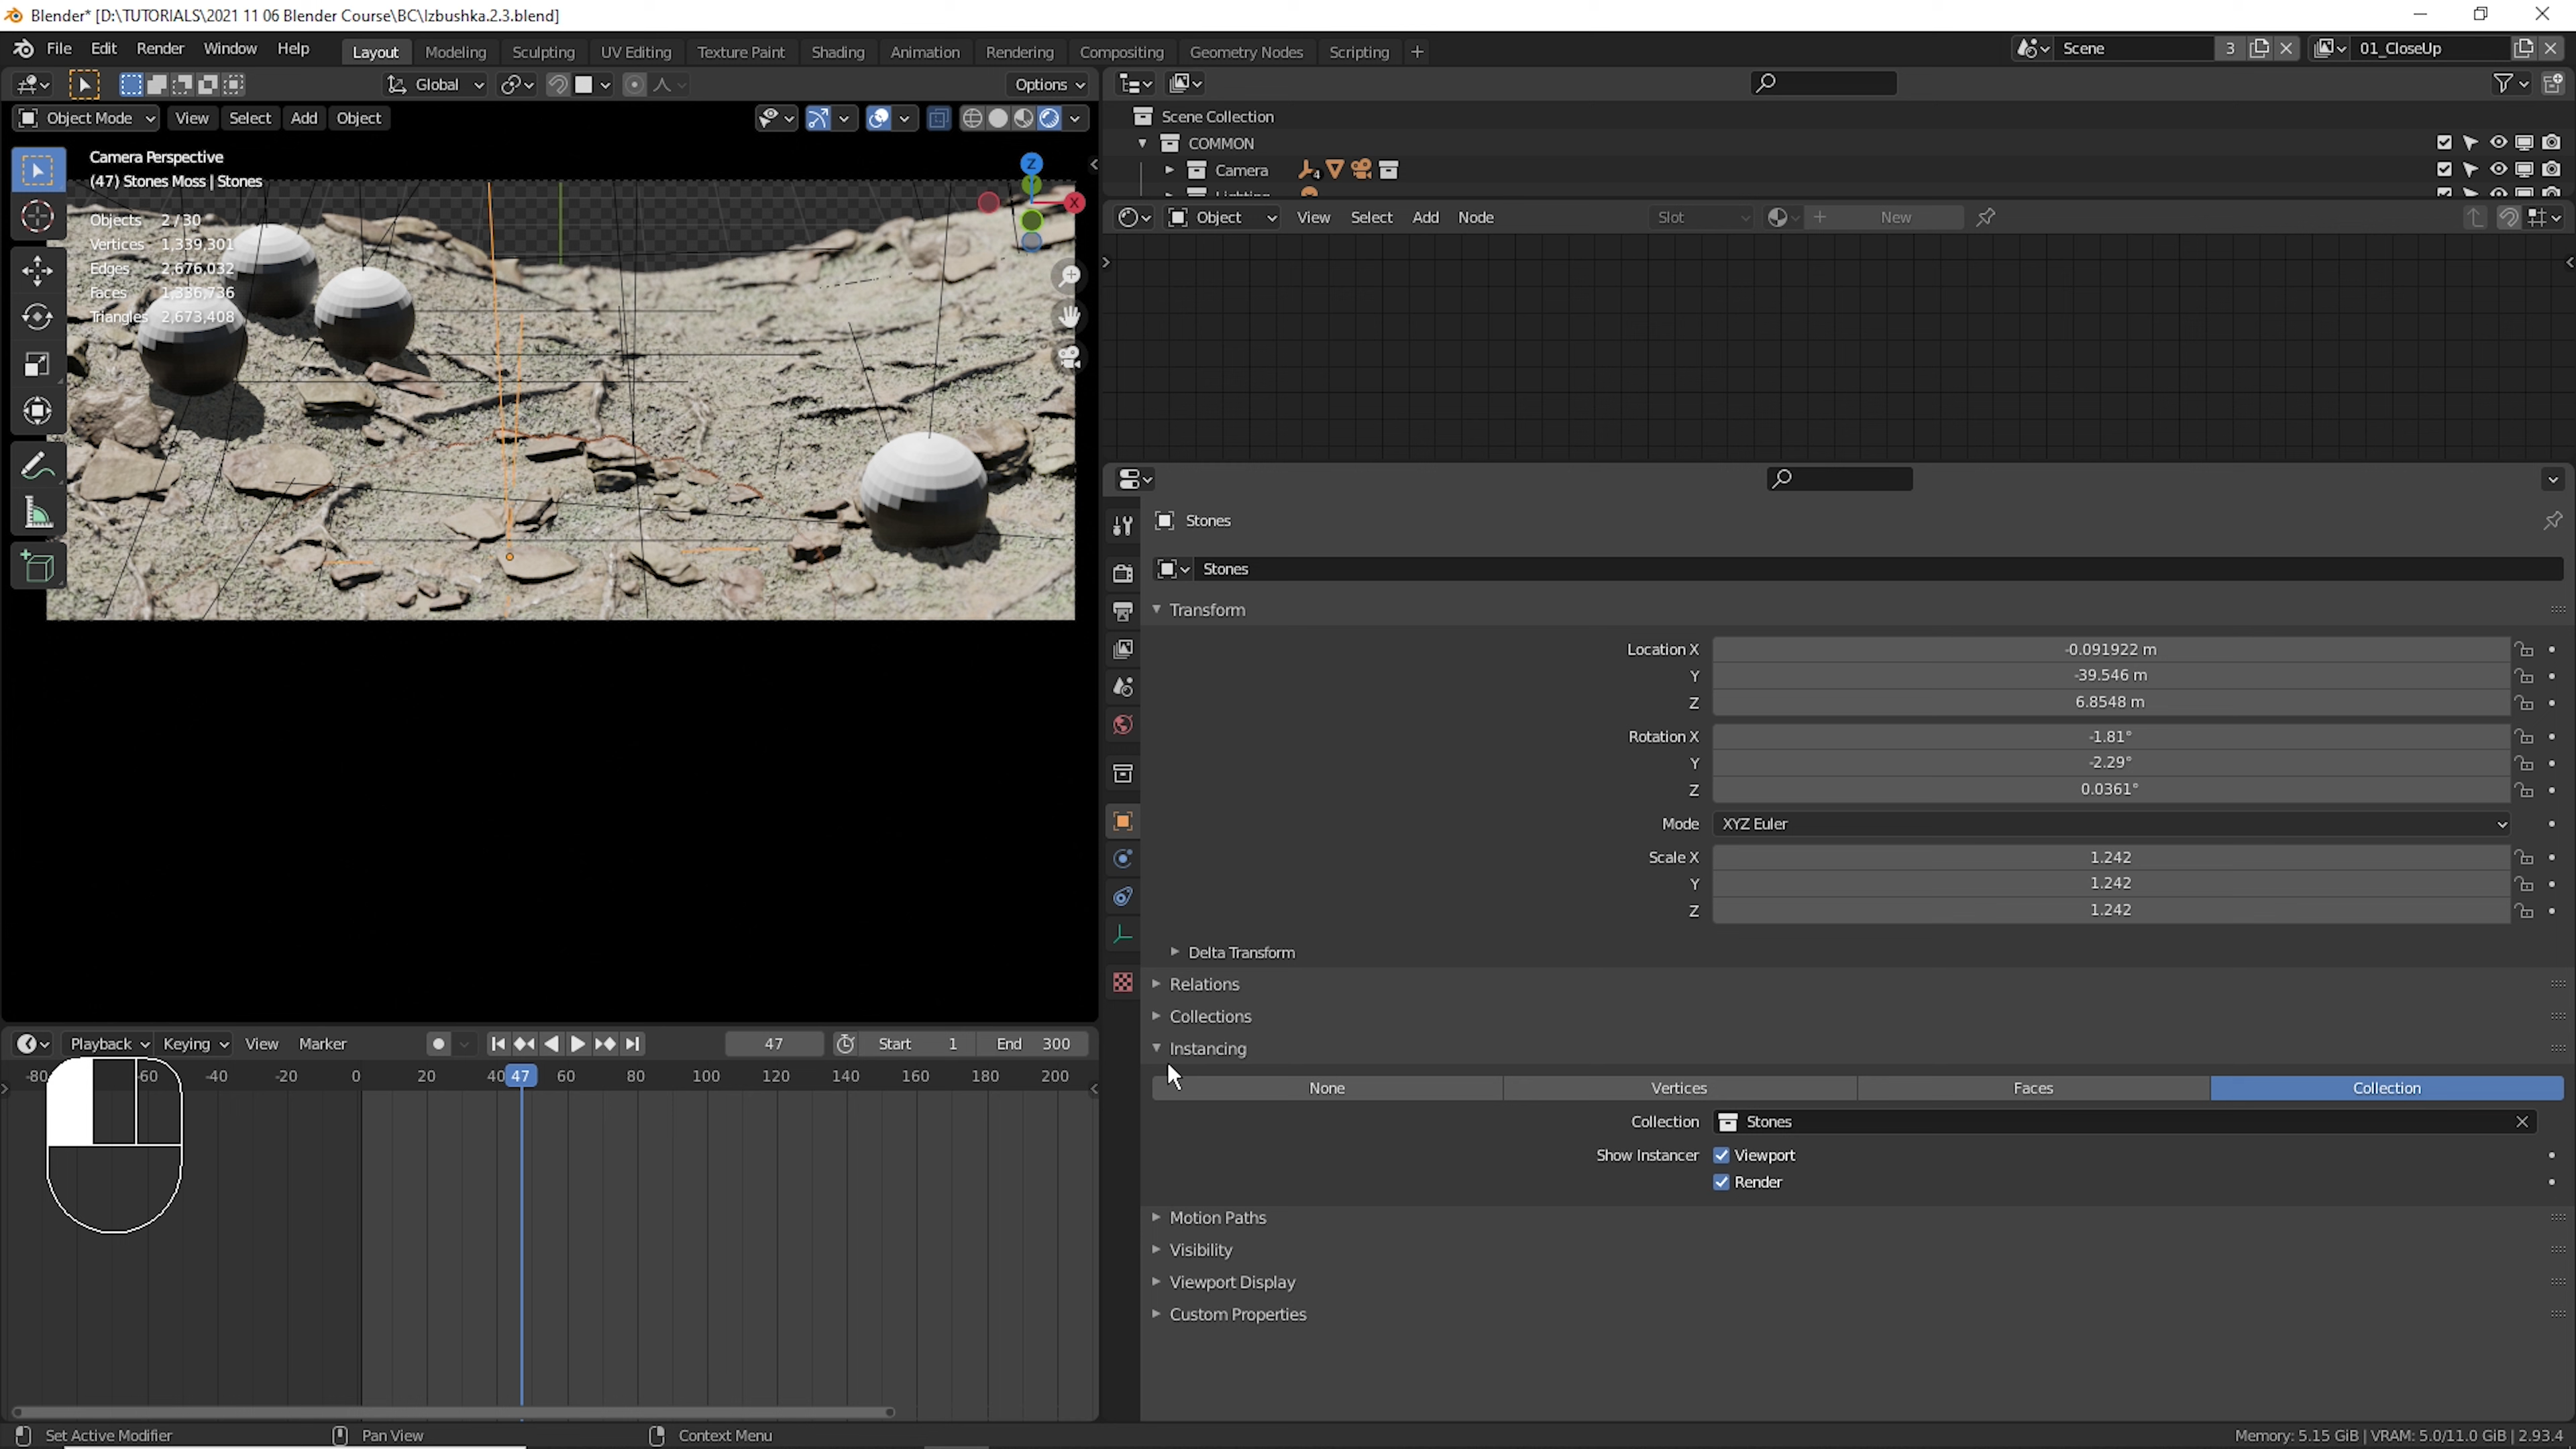 Blender* [D:\TUTORIALS\2021 11 06 Blender Course\BC\Izbushka.2.3.blend]
File Edit Render Window Help Layout Modeling Sculpting UV Editing Texture Paint Shading Animation Rendering Compositing Geometry Nodes Scripting + Scene 3 01_CloseUp
Global Options
Object Mode View Select Add Object
Camera Perspective
(47) Stones Moss | Stones
Objects 2 / 30
Vertices 1,339,301
Edges 2,676,032
Faces 1,336,736
Triangles 2,673,408
Z
X
Scene Collection
COMMON
Camera 4
Lighting
Object View Select Add Node Slot New
Stones
Stones
Transform
Location X -0.091922 m
Y -39.546 m
Z 6.8548 m
Rotation X -1.81°
Y -2.29°
Z 0.0361°
Mode XYZ Euler
Scale X 1.242
Y 1.242
Z 1.242
Delta Transform
Relations
Collections
Instancing
None Vertices Faces Collection
Collection Stones
Show Instancer Viewport
Render
Motion Paths
Visibility
Viewport Display
Custom Properties
Playback Keying View Marker 47 Start 1 End 300
-80 -60 -40 -20 0 20 40 47 60 80 100 120 140 160 180 200
Set Active Modifier Pan View Context Menu Memory: 5.15 GiB | VRAM: 5.0/11.0 GiB | 2.93.4